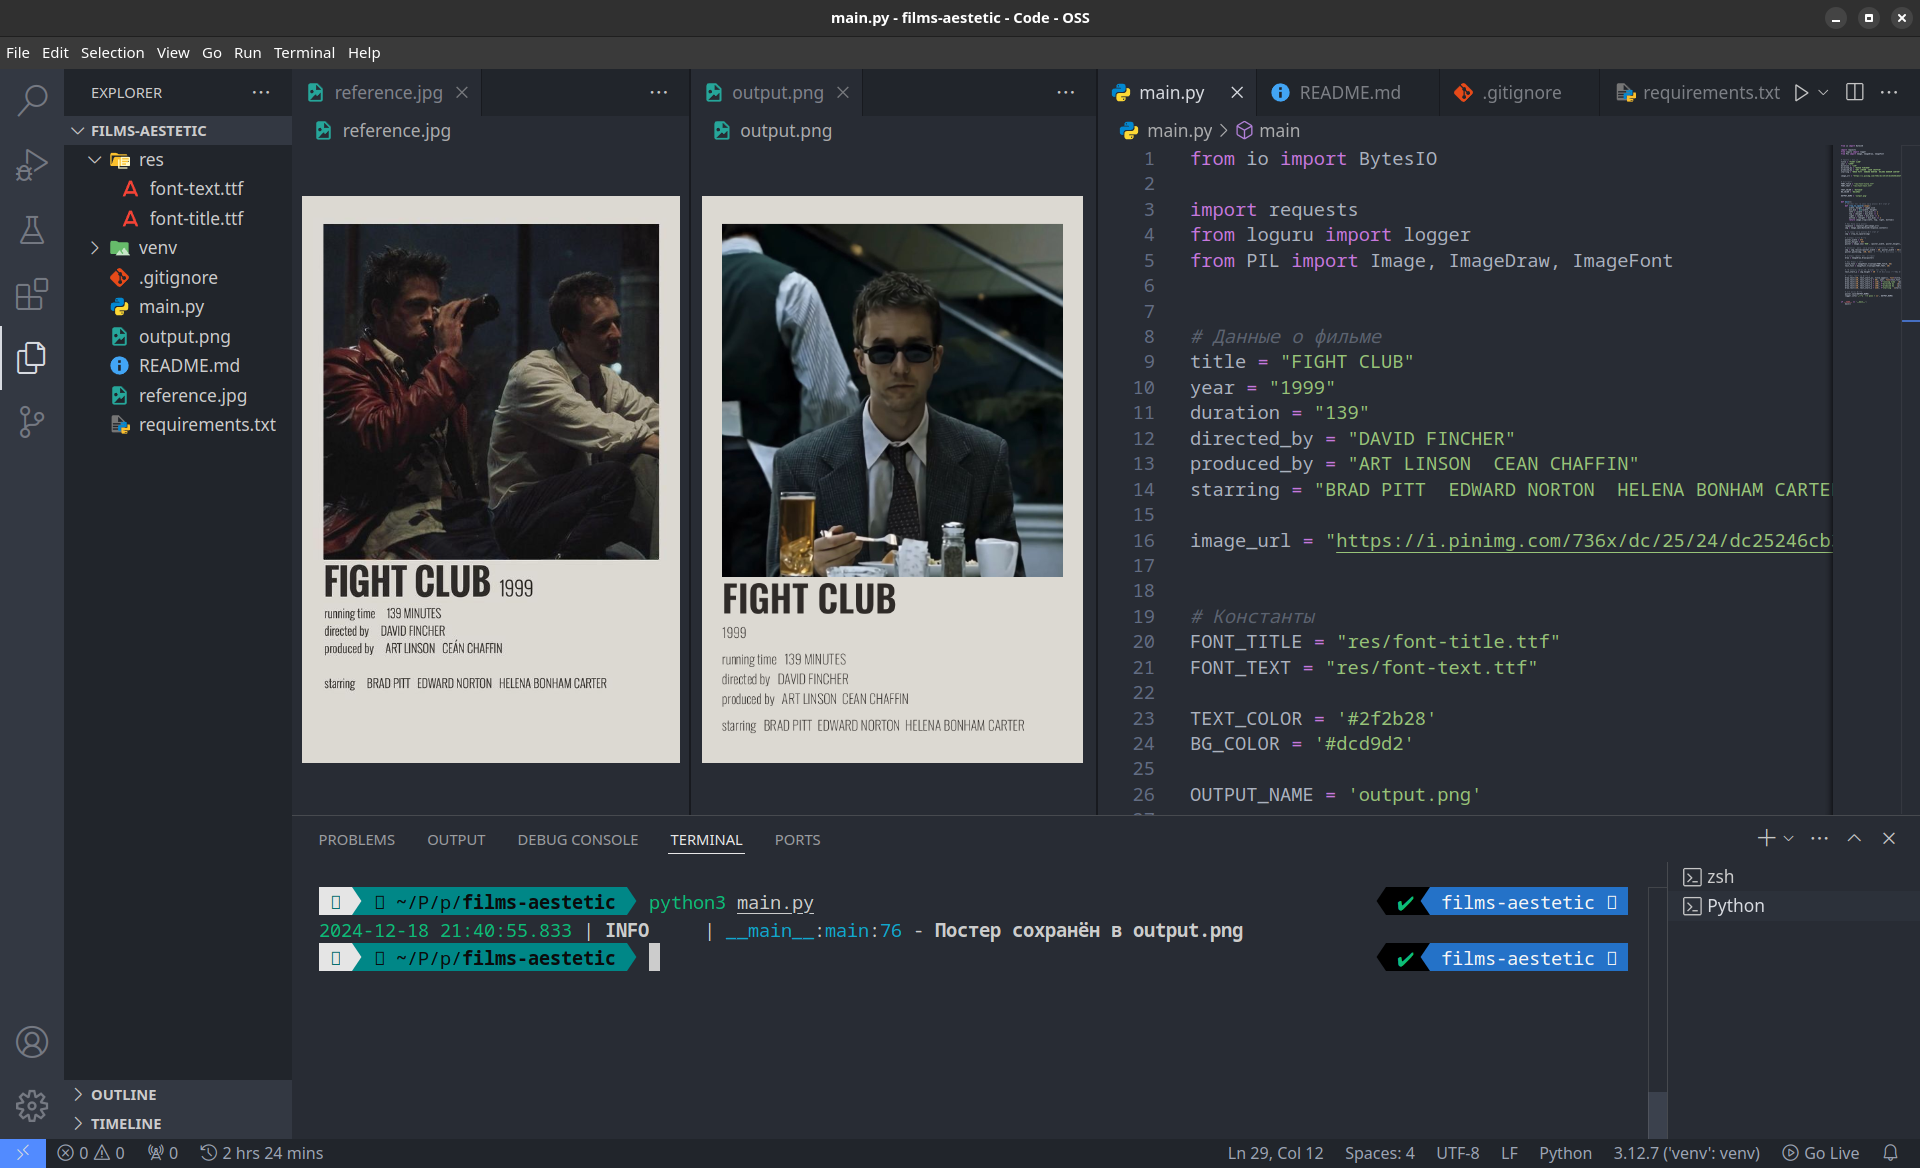 main.py - films-aestetic - Code - OSS
File Edit Selection View Go Run Terminal Help
EXPLORER
FILMS-AESTETIC
res
font-text.ttf
font-title.ttf
venv
.gitignore
main.py
output.png
README.md
reference.jpg
requirements.txt
OUTLINE
TIMELINE
reference.jpg
reference.jpg
FIGHT CLUB 1999
running time 139 MINUTES
directed by DAVID FINCHER
produced by ART LINSON CEÁN CHAFFIN
starring BRAD PITT EDWARD NORTON HELENA BONHAM CARTER
output.png
output.png
FIGHT CLUB
1999
running time 139 MINUTES
directed by DAVID FINCHER
produced by ART LINSON CEAN CHAFFIN
starring BRAD PITT EDWARD NORTON HELENA BONHAM CARTER
main.py README.md .gitignore requirements.txt
main.py main
1 from io import BytesIO
2
3 import requests
4 from loguru import logger
5 from PIL import Image, ImageDraw, ImageFont
6
7
8 # Данные о фильме
9 title = "FIGHT CLUB"
10 year = "1999"
11 duration = "139"
12 directed_by = "DAVID FINCHER"
13 produced_by = "ART LINSON  CEAN CHAFFIN"
14 starring = "BRAD PITT  EDWARD NORTON  HELENA BONHAM CARTE
15
16 image_url = "https://i.pinimg.com/736x/dc/25/24/dc25246cb
17
18
19 # Константы
20 FONT_TITLE = "res/font-title.ttf"
21 FONT_TEXT = "res/font-text.ttf"
22
23 TEXT_COLOR = '#2f2b28'
24 BG_COLOR = '#dcd9d2'
25
26 OUTPUT_NAME = 'output.png'
PROBLEMS OUTPUT DEBUG CONSOLE TERMINAL PORTS
~/P/p/films-aestetic python3 main.py ✔ films-aestetic
2024-12-18 21:40:55.833 | INFO | __main__:main:76 - Постер сохранён в output.png
~/P/p/films-aestetic ✔ films-aestetic
zsh
Python
0 0 0 2 hrs 24 mins Ln 29, Col 12 Spaces: 4 UTF-8 LF Python 3.12.7 ('venv': venv) Go Live